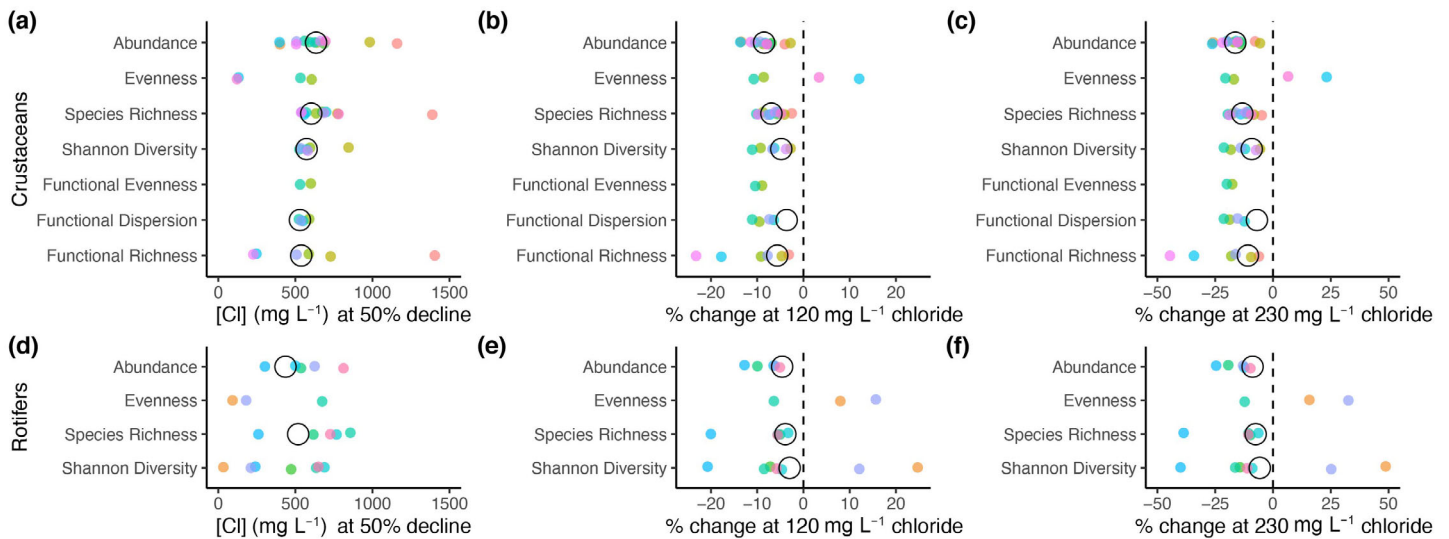 (a)
Crustaceans
Abundance
Evenness
Species Richness
Shannon Diversity
Functional Evenness
Functional Dispersion
Functional Richness
0 500 1000 1500
[Cl] (mg L⁻¹) at 50% decline
(b)
Abundance
Evenness
Species Richness
Shannon Diversity
Functional Evenness
Functional Dispersion
Functional Richness
−20 −10 0 10 20
% change at 120 mg L⁻¹ chloride
(c)
Abundance
Evenness
Species Richness
Shannon Diversity
Functional Evenness
Functional Dispersion
Functional Richness
−50 −25 0 25 50
% change at 230 mg L⁻¹ chloride
(d)
Rotifers
Abundance
Evenness
Species Richness
Shannon Diversity
0 500 1000 1500
[Cl] (mg L⁻¹) at 50% decline
(e)
Abundance
Evenness
Species Richness
Shannon Diversity
−20 −10 0 10 20
% change at 120 mg L⁻¹ chloride
(f)
Abundance
Evenness
Species Richness
Shannon Diversity
−50 −25 0 25 50
% change at 230 mg L⁻¹ chloride